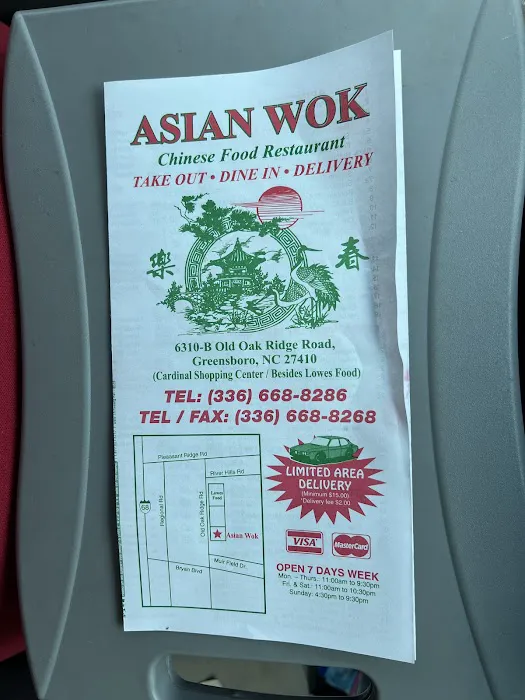 ASIAN WOK
Chinese Food Restaurant
TAKE OUT • DINE IN • DELIVERY
樂 春
6310-B Old Oak Ridge Road,
Greensboro, NC 27410
(Cardinal Shopping Center / Besides Lowes Food)
TEL: (336) 668-8286
TEL / FAX: (336) 668-8268
Pleasant Ridge Rd
River Hills Rd
68
Regional Rd
Old Oak Ridge Rd
Lowes
Food
Asian Wok
Muir Field Dr.
Bryan Blvd
LIMITED AREA
DELIVERY
(Minimum $15.00)
*Delivery fee $2.00
VISA
MasterCard
OPEN 7 DAYS WEEK
Mon. – Thurs.: 11:00am to 9:30pm
Fri. & Sat.: 11:00am to 10:30pm
Sunday: 4:30pm to 9:30pm